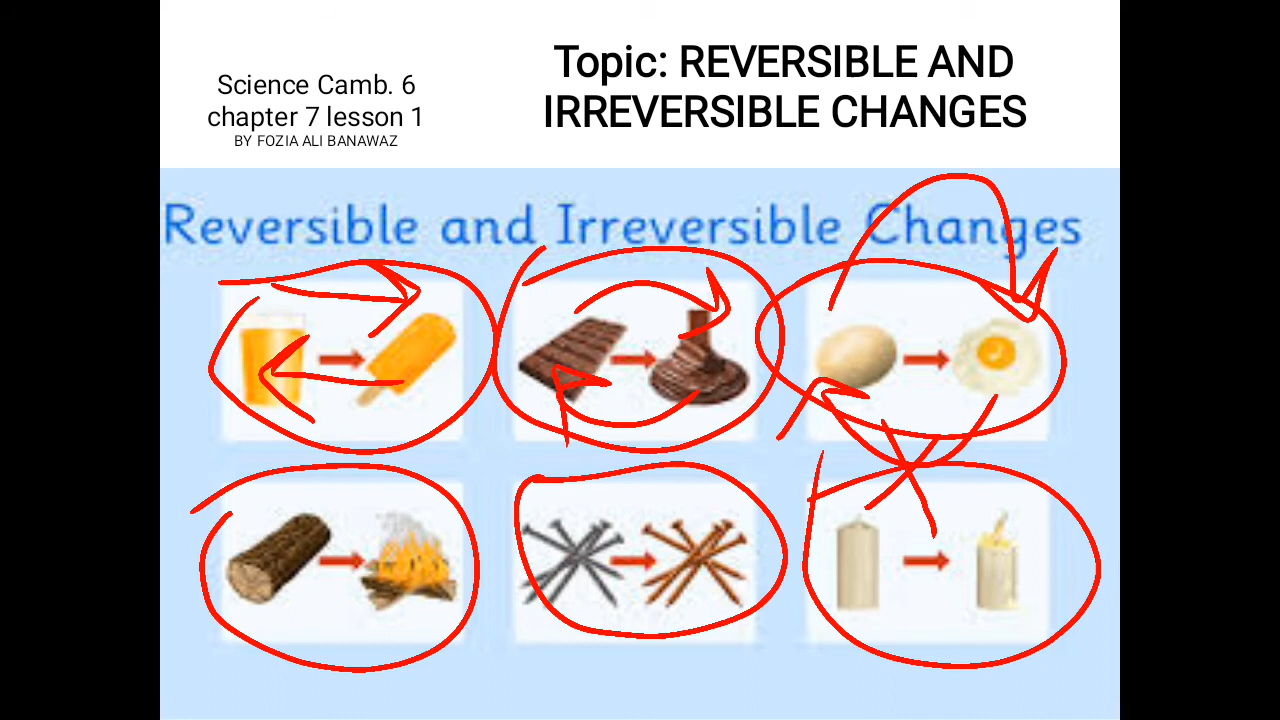 Science Camb. 6
chapter 7 lesson 1
BY FOZIA ALI BANAWAZ
Topic: REVERSIBLE AND
IRREVERSIBLE CHANGES
Reversible and Irreversible Changes